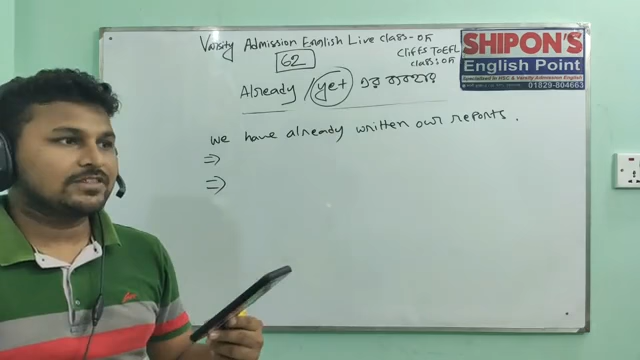 Varsity Admission English Live class-05
62
Cliffs TOEFL
class: 05
Already / yet এর ব্যবহার
we have already written our reports.
⇒
⇒
SHIPON'S
English Point
Specialized in HSC & Varsity Admission English
01829-804663